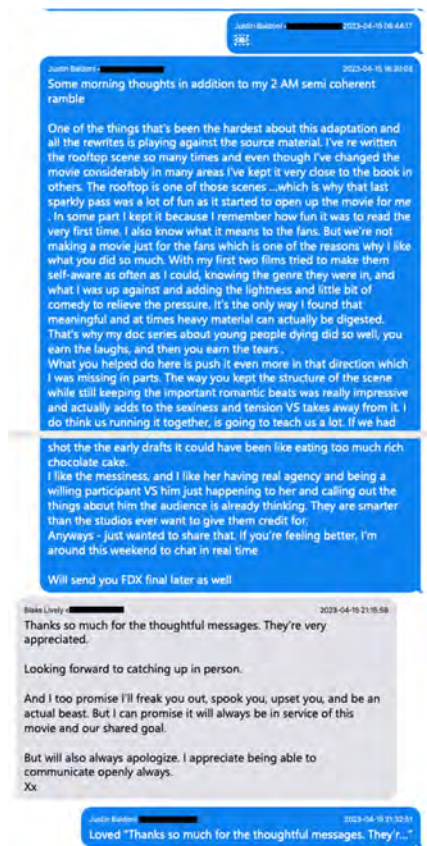 Justin Baldoni 2023-04-15 06:44:17
Justin Baldoni 2023-04-15 16:30:08
Some morning thoughts in addition to my 2 AM semi coherent
ramble
One of the things that's been the hardest about this adaptation and
all the rewrites is playing against the source material. I've re written
the rooftop scene so many times and even though I've changed the
movie considerably in many areas I've kept it very close to the book in
others. The rooftop is one of those scenes ...which is why that last
sparkly pass was a lot of fun as it started to open up the movie for me
. In some part I kept it because I remember how fun it was to read the
very first time. I also know what it means to the fans. But we're not
making a movie just for the fans which is one of the reasons why I like
what you did so much. With my first two films tried to make them
self-aware as often as I could, knowing the genre they were in, and
what I was up against and adding the lightness and little bit of
comedy to relieve the pressure. It's the only way I found that
meaningful and at times heavy material can actually be digested.
That's why my doc series about young people dying did so well, you
earn the laughs, and then you earn the tears .
What you helped do here is push it even more in that direction which
I was missing in parts. The way you kept the structure of the scene
while still keeping the important romantic beats was really impressive
and actually adds to the sexiness and tension VS takes away from it. I
do think us running it together, is going to teach us a lot. If we had
shot the the early drafts it could have been like eating too much rich
chocolate cake.
I like the messiness, and I like her having real agency and being a
willing participant VS him just happening to her and calling out the
things about him the audience is already thinking. They are smarter
than the studios ever want to give them credit for.
Anyways - just wanted to share that. If you're feeling better, I'm
around this weekend to chat in real time
Will send you FDX final later as well
Blake Lively 2023-04-15 21:15:58
Thanks so much for the thoughtful messages. They're very
appreciated.
Looking forward to catching up in person.
And I too promise I'll freak you out, spook you, upset you, and be an
actual beast. But I can promise it will always be in service of this
movie and our shared goal.
But will also always apologize. I appreciate being able to
communicate openly always.
Xx
Justin Baldoni 2023-04-15 21:32:51
Loved "Thanks so much for the thoughtful messages. They'r..."